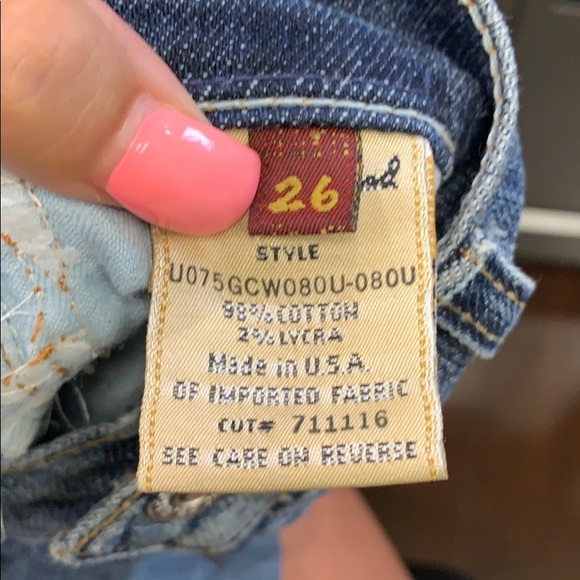 26
STYLE
U075GCW080U-080U
98% COTTON
2% LYCRA
Made in U.S.A.
OF IMPORTED FABRIC
CUT# 711116
SEE CARE ON REVERSE